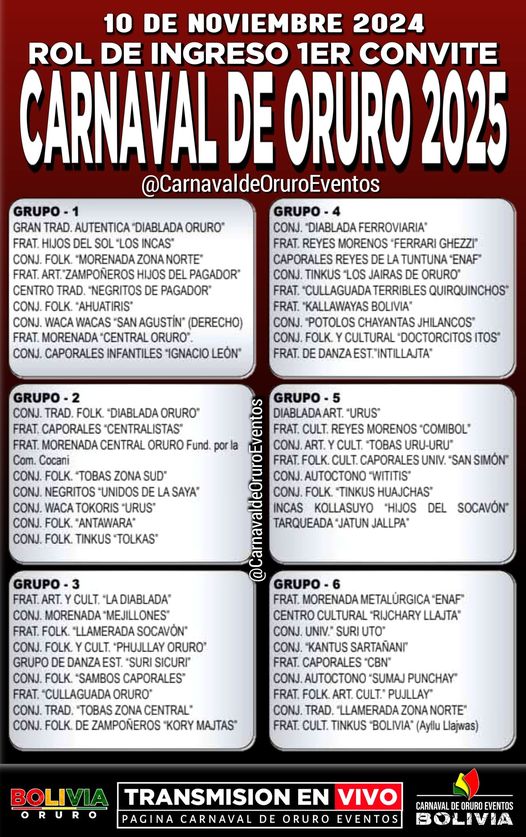 10 DE NOVIEMBRE 2024
ROL DE INGRESO 1ER CONVITE
CARNAVAL DE ORURO 2025
@CarnavaldeOruroEventos
GRUPO - 1
GRAN TRAD. AUTENTICA "DIABLADA ORURO"
FRAT. HIJOS DEL SOL "LOS INCAS"
CONJ. FOLK. "MORENADA ZONA NORTE"
FRAT. ART."ZAMPOÑEROS HIJOS DEL PAGADOR"
CENTRO TRAD. "NEGRITOS DE PAGADOR"
CONJ. FOLK. "AHUATIRIS"
CONJ. WACA WACAS "SAN AGUSTÍN" (DERECHO)
FRAT. MORENADA "CENTRAL ORURO".
CONJ. CAPORALES INFANTILES "IGNACIO LEÓN"
GRUPO - 2
CONJ. TRAD. FOLK. "DIABLADA ORURO"
FRAT. CAPORALES "CENTRALISTAS"
FRAT. MORENADA CENTRAL ORURO Fund. por la
Com. Cocani
CONJ. FOLK. "TOBAS ZONA SUD"
CONJ. NEGRITOS "UNIDOS DE LA SAYA"
CONJ. WACA TOKORIS "URUS"
CONJ. FOLK. "ANTAWARA"
CONJ. FOLK. TINKUS "TOLKAS"
GRUPO - 3
FRAT. ART. Y CULT. "LA DIABLADA"
CONJ. MORENADA "MEJILLONES"
FRAT. FOLK. "LLAMERADA SOCAVÓN"
CONJ. FOLK. Y CULT. "PHUJLLAY ORURO"
GRUPO DE DANZA EST. "SURI SICURI"
CONJ. FOLK. "SAMBOS CAPORALES"
FRAT. "CULLAGUADA ORURO"
CONJ. TRAD. "TOBAS ZONA CENTRAL"
CONJ. FOLK. DE ZAMPOÑEROS "KORY MAJTAS"
@CarnavaldeOruroEventos
GRUPO - 4
CONJ. "DIABLADA FERROVIARIA"
FRAT. REYES MORENOS "FERRARI GHEZZI"
CAPORALES REYES DE LA TUNTUNA "ENAF"
CONJ. TINKUS "LOS JAIRAS DE ORURO"
FRAT. "CULLAGUADA TERRIBLES QUIRQUINCHOS"
FRAT. "KALLAWAYAS BOLIVIA"
CONJ. "POTOLOS CHAYANTAS JHILANCOS"
CONJ. FOLK. Y CULTURAL "DOCTORCITOS ITOS"
FRAT. DE DANZA EST."INTILLAJTA"
GRUPO - 5
DIABLADA ART. "URUS"
FRAT. CULT. REYES MORENOS "COMIBOL"
CONJ. ART. Y CULT. "TOBAS URU-URU"
FRAT. FOLK. CULT. CAPORALES UNIV. "SAN SIMÓN"
CONJ. AUTOCTONO "WITITIS"
CONJ. FOLK. "TINKUS HUAJCHAS"
INCAS KOLLASUYO "HIJOS DEL SOCAVÓN"
TARQUEADA "JATUN JALLPA"
GRUPO - 6
FRAT. MORENADA METALÚRGICA "ENAF"
CENTRO CULTURAL "RIJCHARY LLAJTA"
CONJ. UNIV." SURI UTO"
CONJ. "KANTUS SARTAÑANI"
FRAT. CAPORALES "CBN"
CONJ. AUTOCTONO "SUMAJ PUNCHAY"
FRAT. FOLK. ART. CULT." PUJLLAY"
CONJ. TRAD. "LLAMERADA ZONA NORTE"
FRAT. CULT. TINKUS "BOLIVIA" (Ayllu Llajwas)
BOLIVIA
ORURO
TRANSMISION EN VIVO
PAGINA CARNAVAL DE ORURO EVENTOS
CARNAVAL DE ORURO EVENTOS
BOLIVIA